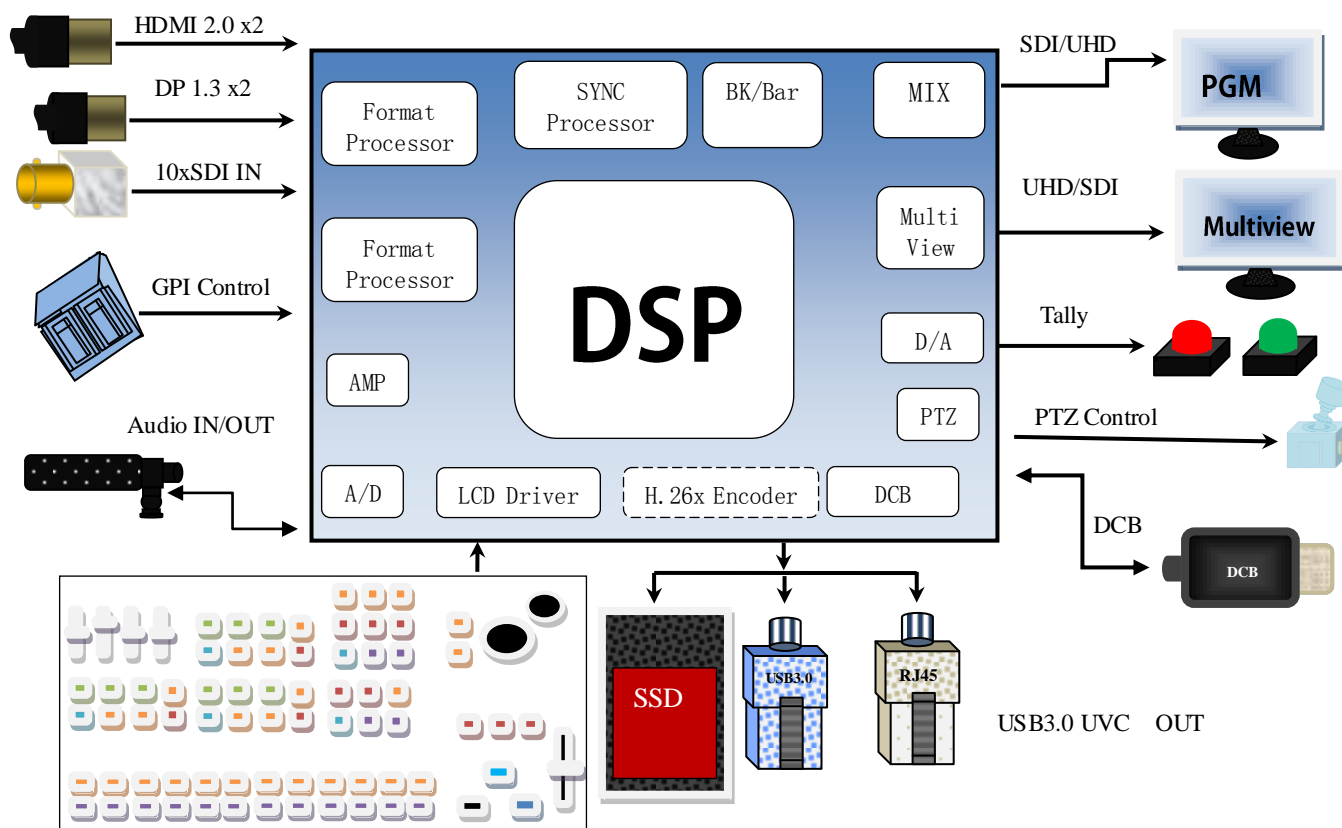 HDMI 2.0 x2
DP 1.3 x2
10xSDI IN
GPI Control
Audio IN/OUT
Format
Processor
SYNC
Processor
BK/Bar
MIX
Format
Processor
DSP
Multi
View
AMP
D/A
PTZ
A/D
LCD Driver
H.26x Encoder
DCB
SDI/UHD
PGM
UHD/SDI
Multiview
Tally
PTZ Control
DCB
DCB
SSD
USB3.0
RJ45
USB3.0 UVC OUT